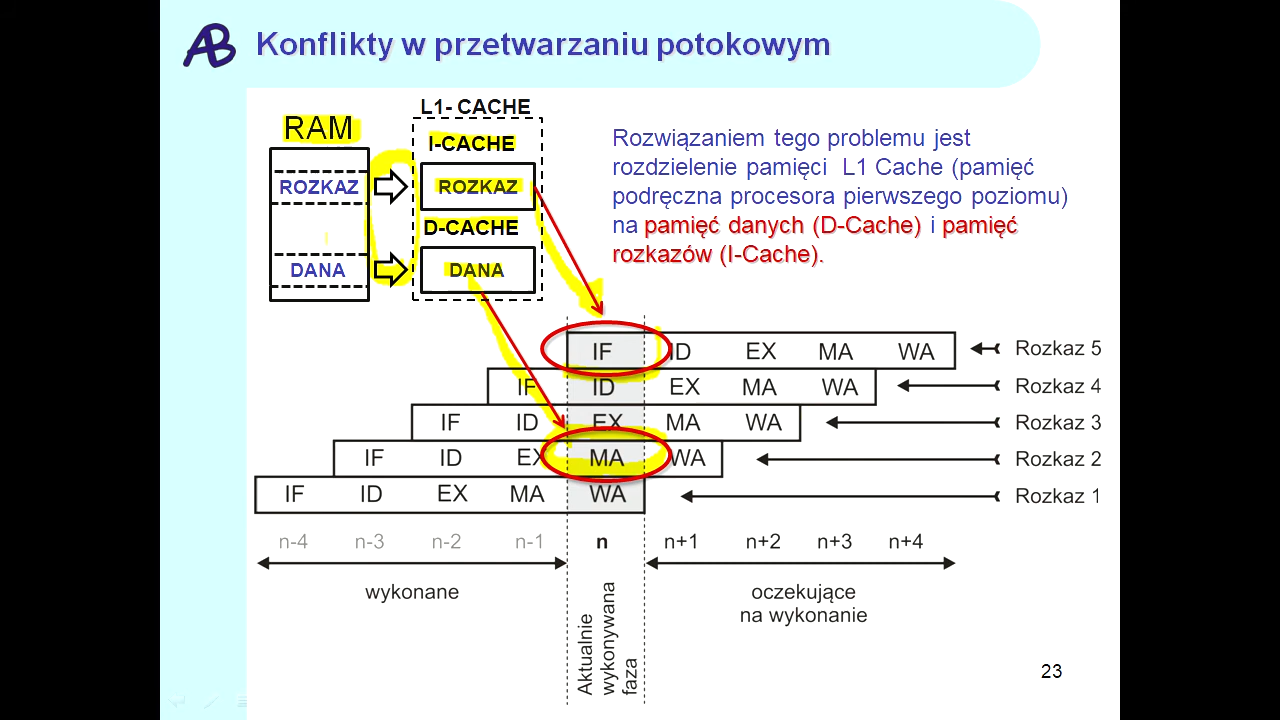 AB
Konflikty w przetwarzaniu potokowym
L1- CACHE
RAM
I-CACHE
ROZKAZ
ROZKAZ
D-CACHE
DANA
DANA
Rozwiązaniem tego problemu jest
rozdzielenie pamięci L1 Cache (pamięć
podręczna procesora pierwszego poziomu)
na pamięć danych (D-Cache) i pamięć
rozkazów (I-Cache).
IF ID EX MA WA Rozkaz 5
IF ID EX MA WA Rozkaz 4
IF ID EX MA WA Rozkaz 3
IF ID EX MA WA Rozkaz 2
IF ID EX MA WA Rozkaz 1
n-4 n-3 n-2 n-1 n n+1 n+2 n+3 n+4
wykonane
oczekujące
na wykonanie
Aktualnie
wykonywana
faza
23